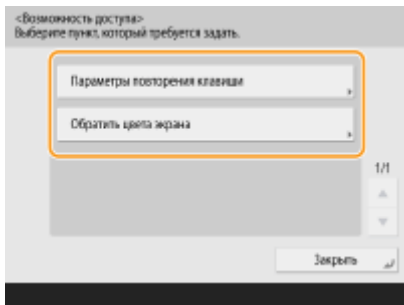 <Возможность доступа>
Выберите пункт, который требуется задать.
Параметры повторения клавиши
Обратить цвета экрана
1/1
Закрыть